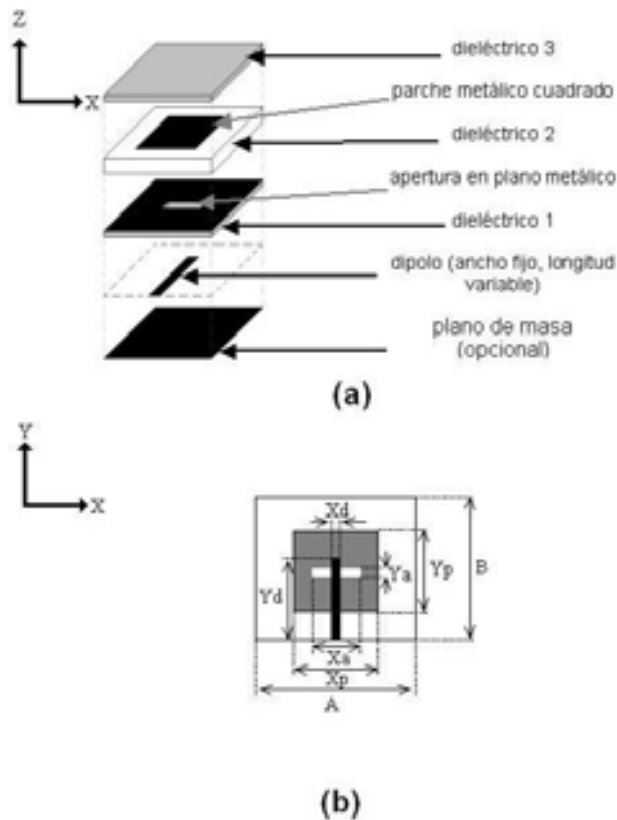 Z
X
dieléctrico 3
parche metálico cuadrado
dieléctrico 2
apertura en plano metálico
dieléctrico 1
dipolo (ancho fijo, longitud
variable)
plano de masa
(opcional)
(a)
Y
X
Xd
Ya
Yp
B
Yd
Xa
Xp
A
(b)